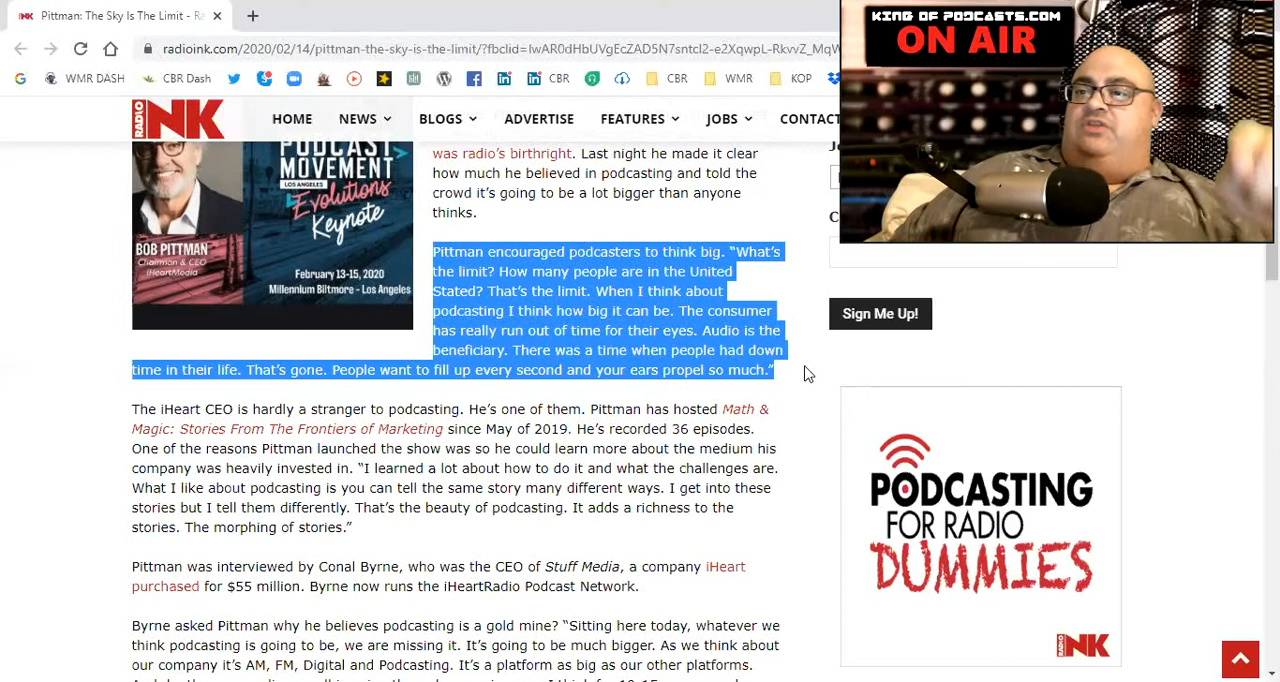 NK Pittman: The Sky Is The Limit - Ra
radioink.com/2020/02/14/pittman-the-sky-is-the-limit/?fbclid=IwAR0dHbUVgEcZAD5N7sntcl2-e2XqwpL-RkvvZ_MqW
WMR DASH CBR Dash CBR CBR WMR KOP
KING OF PODCASTS.COM
ON AIR
RADIO INK
HOME NEWS BLOGS ADVERTISE FEATURES JOBS CONTACT
PODCAST
MOVEMENT
LOS ANGELES
Evolutions
Keynote
BOB PITTMAN
Chairman & CEO
iHeartMedia
February 13-15, 2020
Millennium Biltmore - Los Angeles
was radio's birthright. Last night he made it clear
how much he believed in podcasting and told the
crowd it's going to be a lot bigger than anyone
thinks.
Pittman encouraged podcasters to think big. “What's
the limit? How many people are in the United
Stated? That's the limit. When I think about
podcasting I think how big it can be. The consumer
has really run out of time for their eyes. Audio is the
beneficiary. There was a time when people had down
time in their life. That's gone. People want to fill up every second and your ears propel so much.”
The iHeart CEO is hardly a stranger to podcasting. He's one of them. Pittman has hosted Math &
Magic: Stories From The Frontiers of Marketing since May of 2019. He's recorded 36 episodes.
One of the reasons Pittman launched the show was so he could learn more about the medium his
company was heavily invested in. “I learned a lot about how to do it and what the challenges are.
What I like about podcasting is you can tell the same story many different ways. I get into these
stories but I tell them differently. That's the beauty of podcasting. It adds a richness to the
stories. The morphing of stories.”
Pittman was interviewed by Conal Byrne, who was the CEO of Stuff Media, a company iHeart
purchased for $55 million. Byrne now runs the iHeartRadio Podcast Network.
Byrne asked Pittman why he believes podcasting is a gold mine? “Sitting here today, whatever we
think podcasting is going to be, we are missing it. It's going to be much bigger. As we think about
our company it's AM, FM, Digital and Podcasting. It's a platform as big as our other platforms.
Sign Me Up!
PODCASTING
FOR RADIO
DUMMIES
RADIO INK